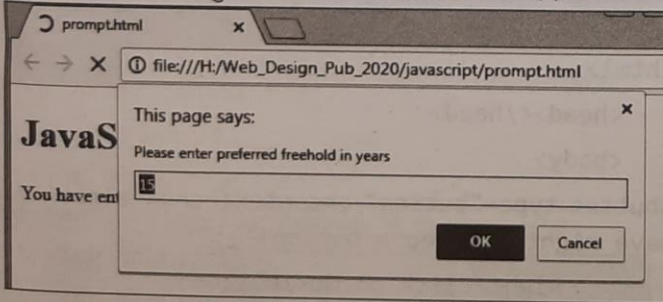 prompt.html
file:///H:/Web_Design_Pub_2020/javascript/prompt.html
This page says:
JavaS
Please enter preferred freehold in years
You have ent
15
OK
Cancel